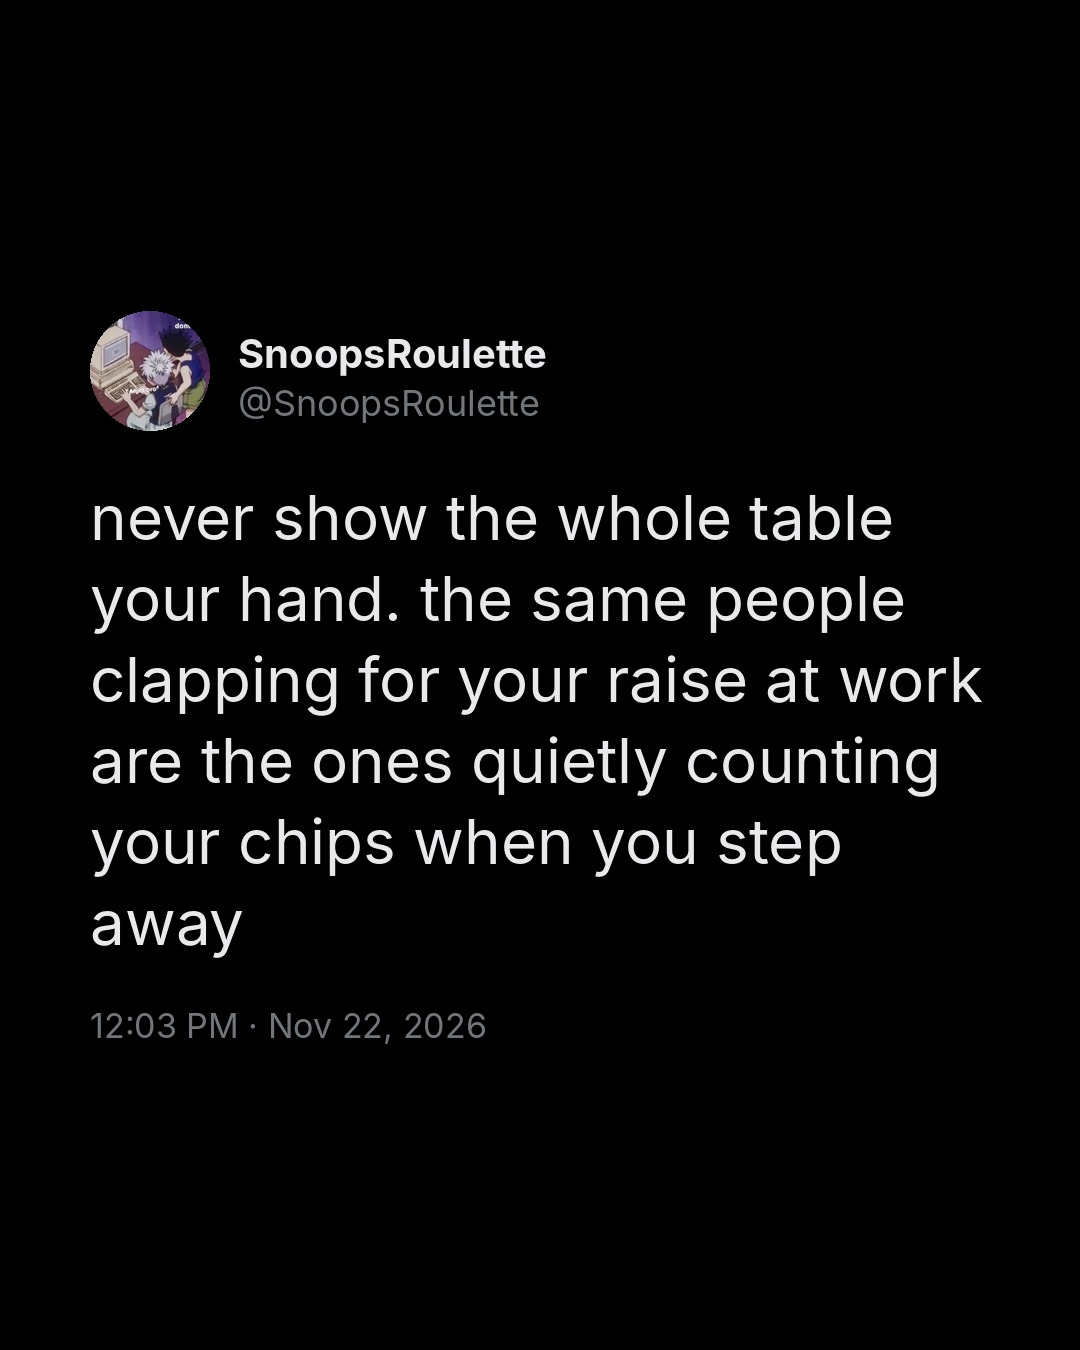 SnoopsRoulette
@SnoopsRoulette
never show the whole table
your hand. the same people
clapping for your raise at work
are the ones quietly counting
your chips when you step
away
12:03 PM · Nov 22, 2026